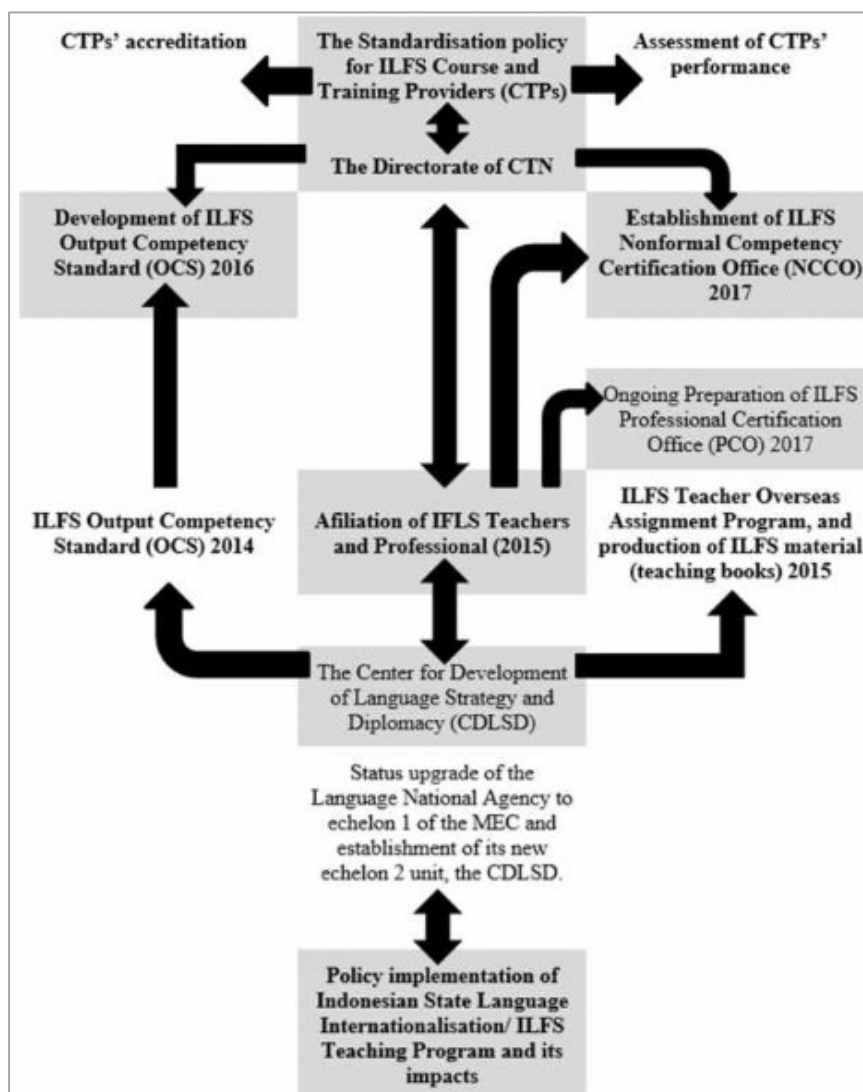 CTPs’ accreditation
The Standardisation policy
for ILFS Course and
Training Providers (CTPs)
Assessment of CTPs’
performance
The Directorate of CTN
Development of ILFS
Output Competency
Standard (OCS) 2016
Establishment of ILFS
Nonformal Competency
Certification Office (NCCO)
2017
Ongoing Preparation of ILFS
Professional Certification
Office (PCO) 2017
ILFS Output Competency
Standard (OCS) 2014
Afiliation of IFLS Teachers
and Professional (2015)
ILFS Teacher Overseas
Assignment Program, and
production of ILFS material
(teaching books) 2015
The Center for Development
of Language Strategy and
Diplomacy (CDLSD)
Status upgrade of the
Language National Agency to
echelon 1 of the MEC and
establishment of its new
echelon 2 unit, the CDLSD.
Policy implementation of
Indonesian State Language
Internationalisation/ ILFS
Teaching Program and its
impacts